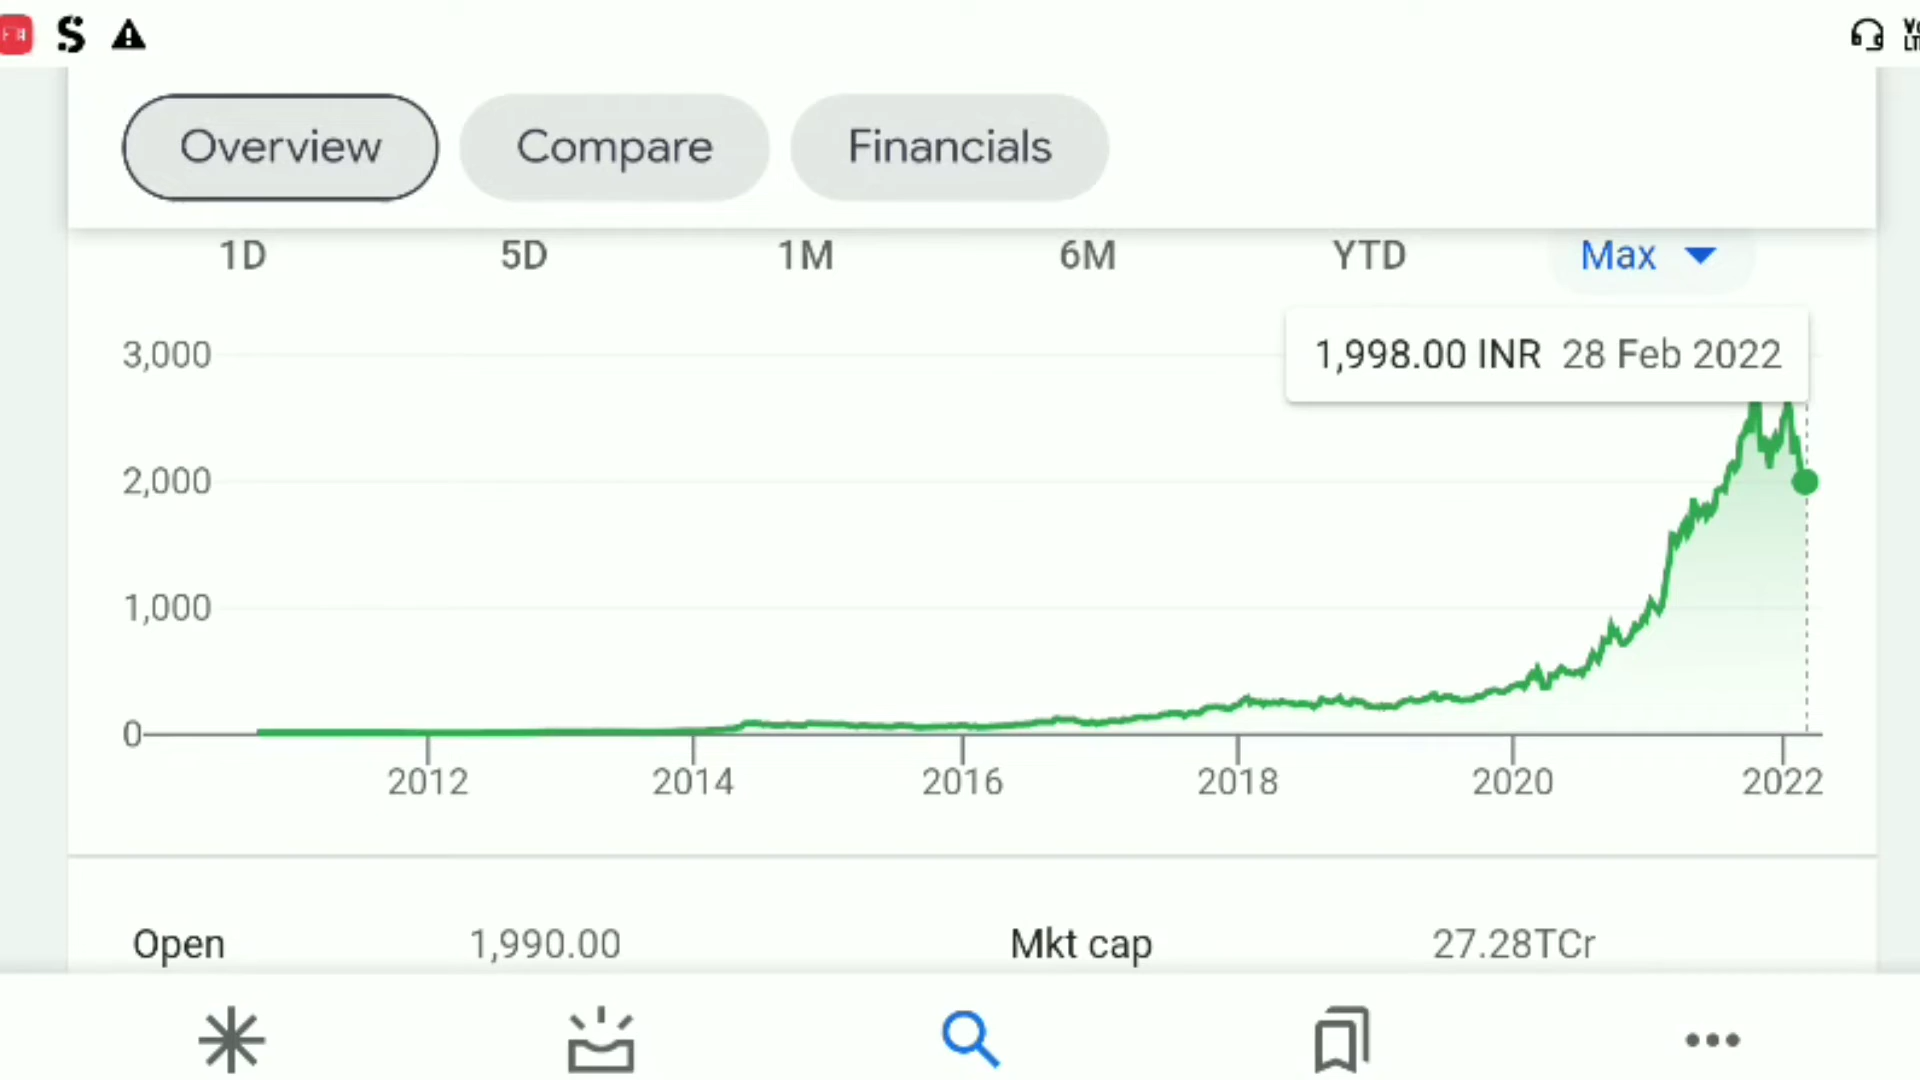 Overview Compare Financials
1D 5D 1M 6M YTD Max
1,998.00 INR 28 Feb 2022
3,000
2,000
1,000
0
2012 2014 2016 2018 2020 2022
Open 1,990.00 Mkt cap 27.28TCr